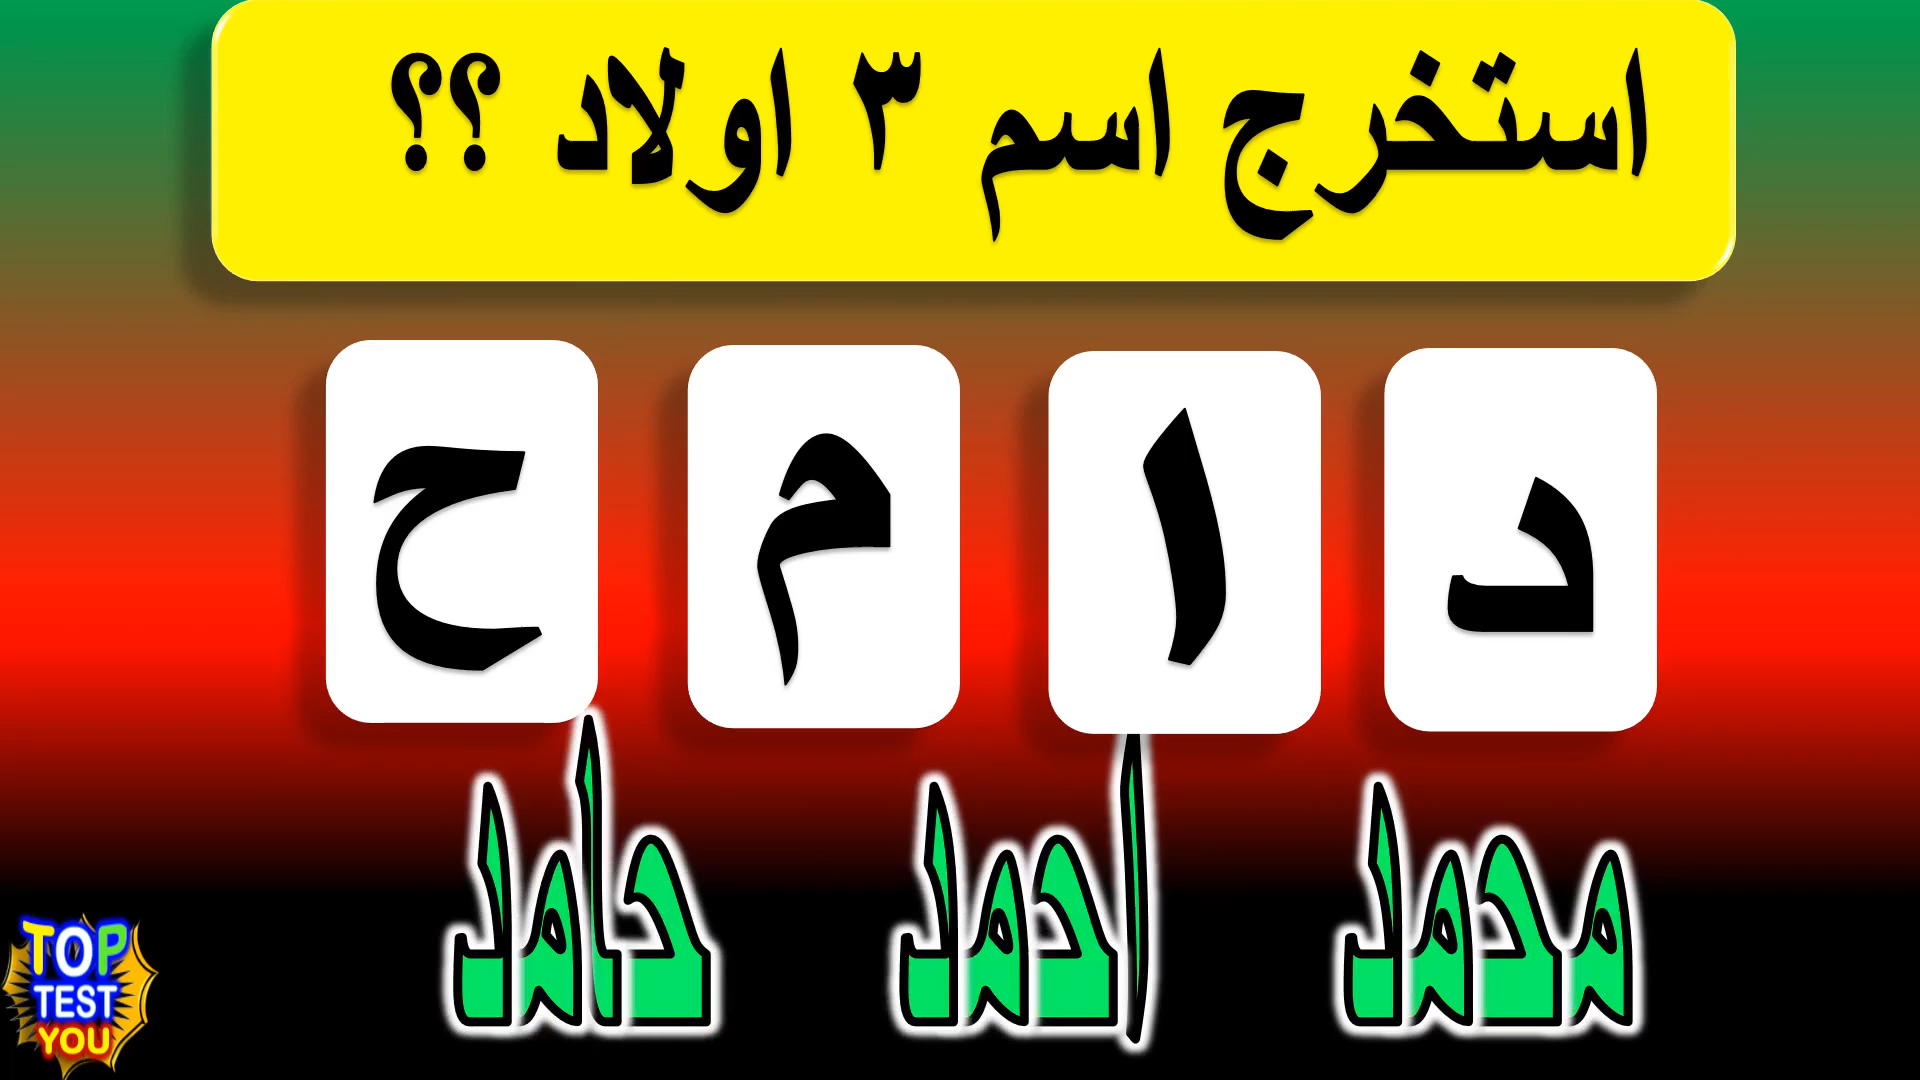 استخرج اسم ٣ اولاد ؟؟
د ا م ح
محمد احمد حامد
TOP
TEST
YOU